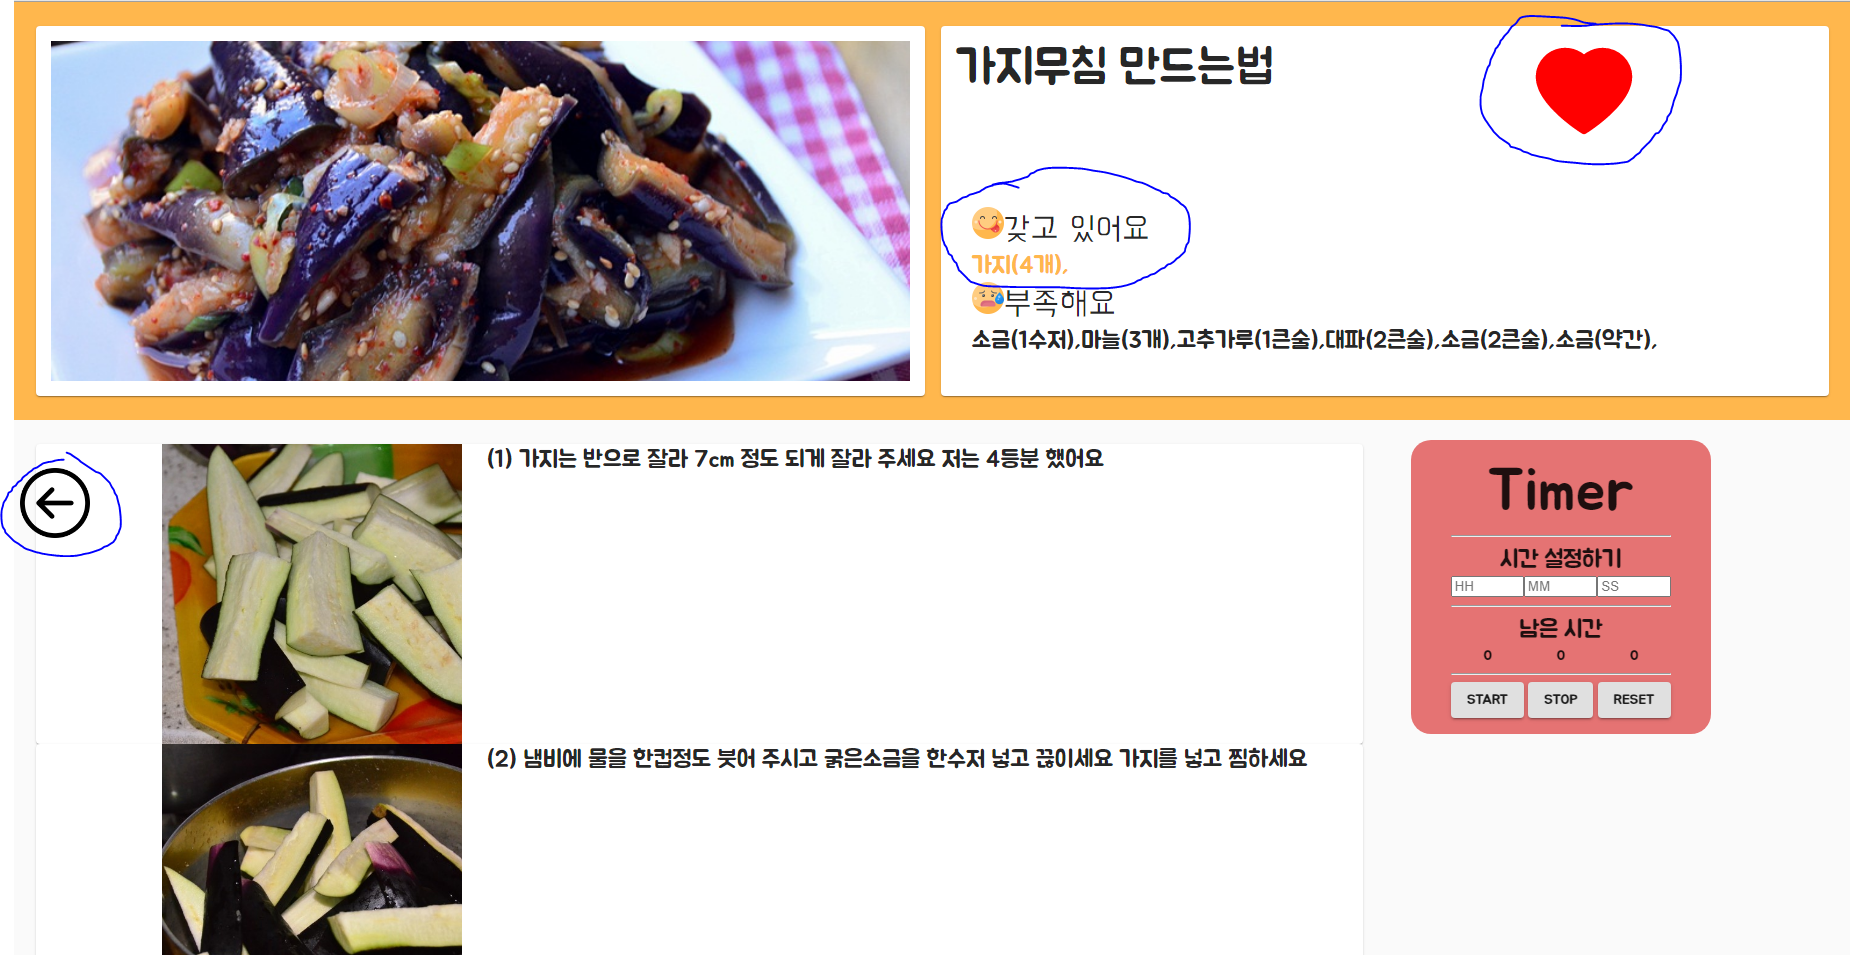 가지무침 만드는법
갖고 있어요
가지(4개),
부족해요
소금(1수저),마늘(3개),고추가루(1큰술),대파(2큰술),소금(2큰술),소금(약간),
(1) 가지는 반으로 잘라 7cm 정도 되게 잘라 주세요 저는 4등분 했어요
(2) 냄비에 물을 한컵정도 붓어 주시고 굵은소금을 한수저 넣고 끊이세요 가지를 넣고 찜하세요
Timer
시간 설정하기
HH MM SS
남은 시간
0 0 0
START STOP RESET